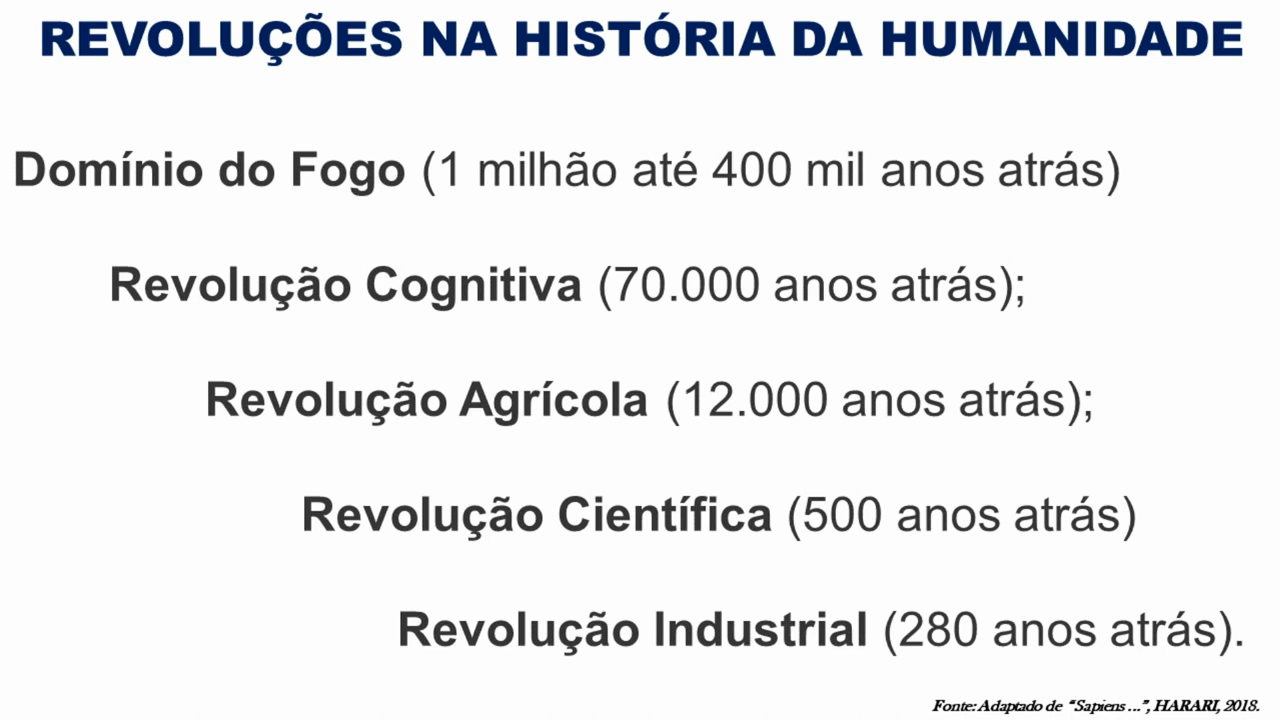 REVOLUÇÕES NA HISTÓRIA DA HUMANIDADE
Domínio do Fogo (1 milhão até 400 mil anos atrás)
Revolução Cognitiva (70.000 anos atrás);
Revolução Agrícola (12.000 anos atrás);
Revolução Científica (500 anos atrás)
Revolução Industrial (280 anos atrás).
Fonte: Adaptado de “Sapiens ...”, HARARI, 2018.